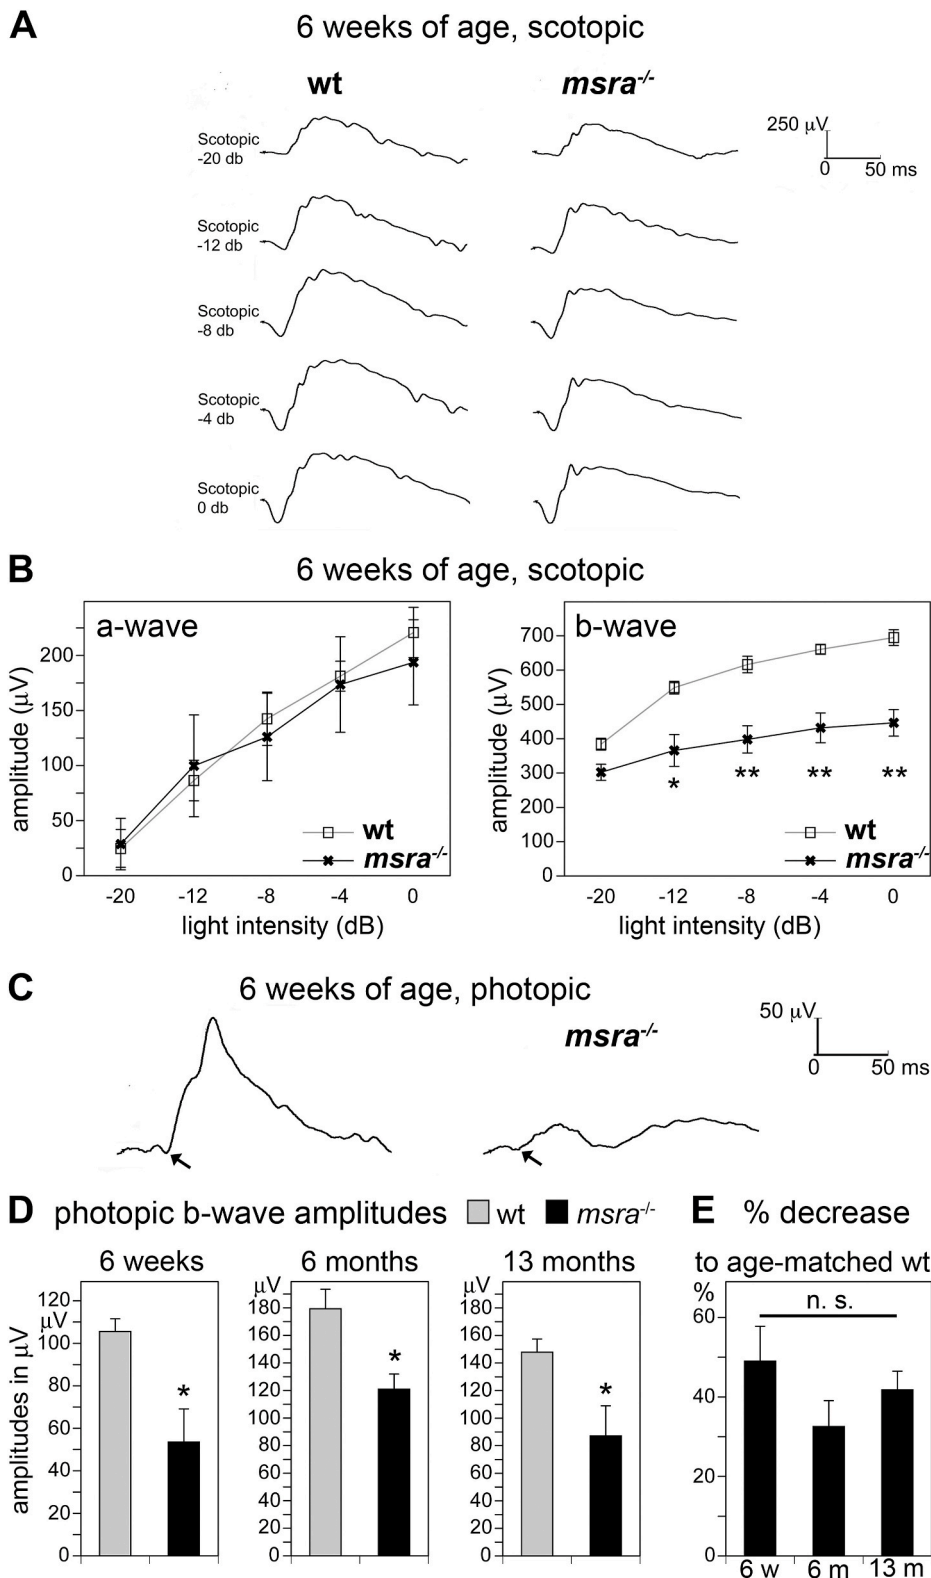 A 6 weeks of age, scotopic
wt msra-/-
Scotopic
-20 db
250 μV
0 50 ms
Scotopic
-12 db
Scotopic
-8 db
Scotopic
-4 db
Scotopic
0 db
B 6 weeks of age, scotopic
a-wave
amplitude (μV)
200
150
100
50
0
wt
msra-/-
-20 -12 -8 -4 0
light intensity (dB)
b-wave
amplitude (μV)
700
600
500
400
300
200
100
0
* ** ** **
wt
msra-/-
-20 -12 -8 -4 0
light intensity (dB)
C 6 weeks of age, photopic
msra-/-
50 μV
0 50 ms
D photopic b-wave amplitudes wt msra-/-
6 weeks
amplitudes in μV
120
μV
100
80
60
40
20
0
*
6 months
μV
180
160
140
120
100
80
60
40
20
0
*
13 months
μV
180
160
140
120
100
80
60
40
20
0
*
E % decrease
to age-matched wt
%
60
40
20
0
n. s.
6 w 6 m 13 m